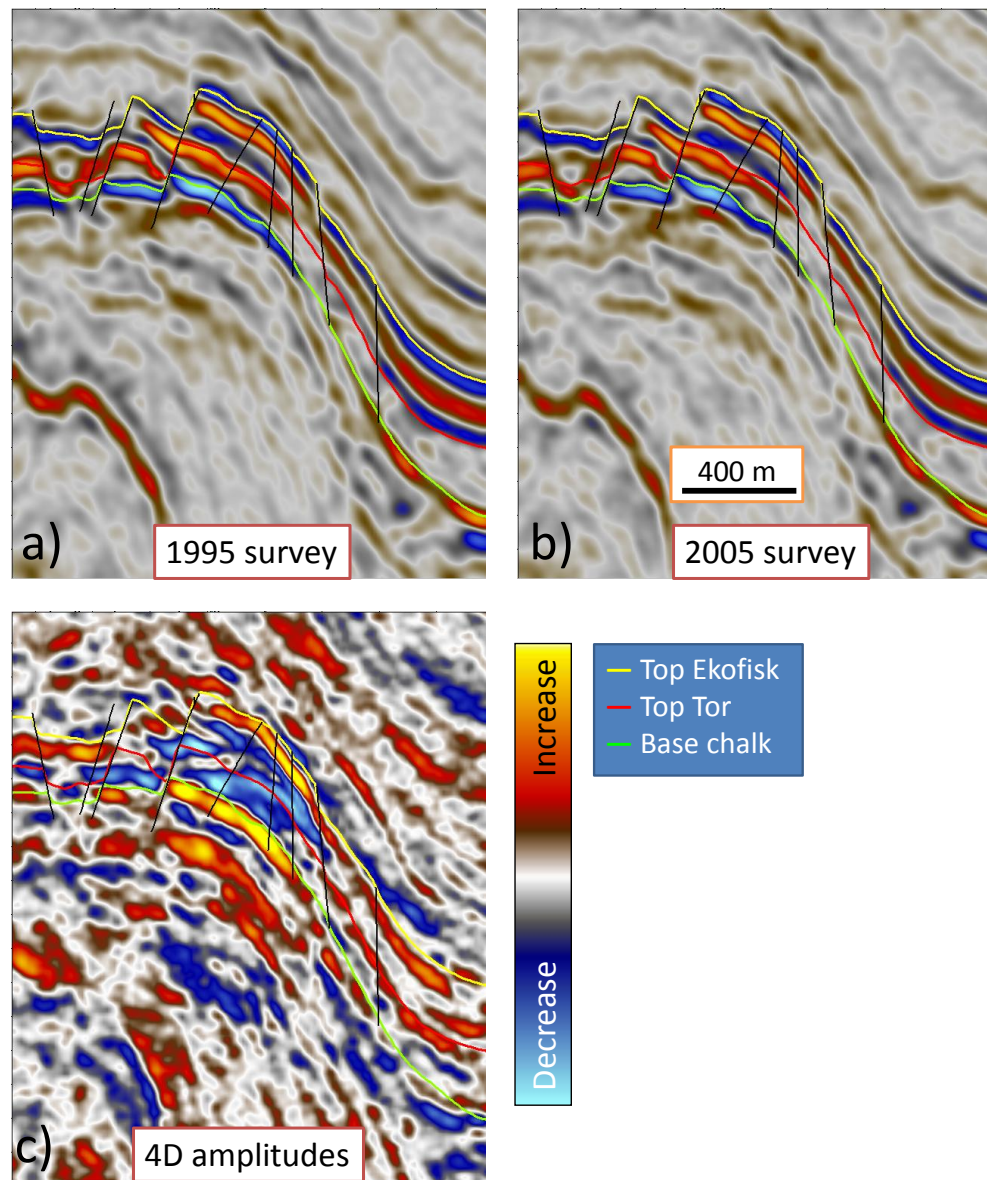 a)
1995 survey
b)
400 m
2005 survey
c)
4D amplitudes
Increase
Decrease
Top Ekofisk
Top Tor
Base chalk